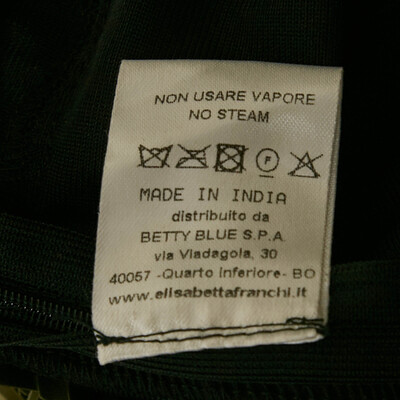 NON USARE VAPORE
NO STEAM
F
MADE IN INDIA
distribuito da
BETTY BLUE S.P.A
via Viadagola, 30
40057 -Quarto Inferiore- BO
www.elisabettafranchi.it